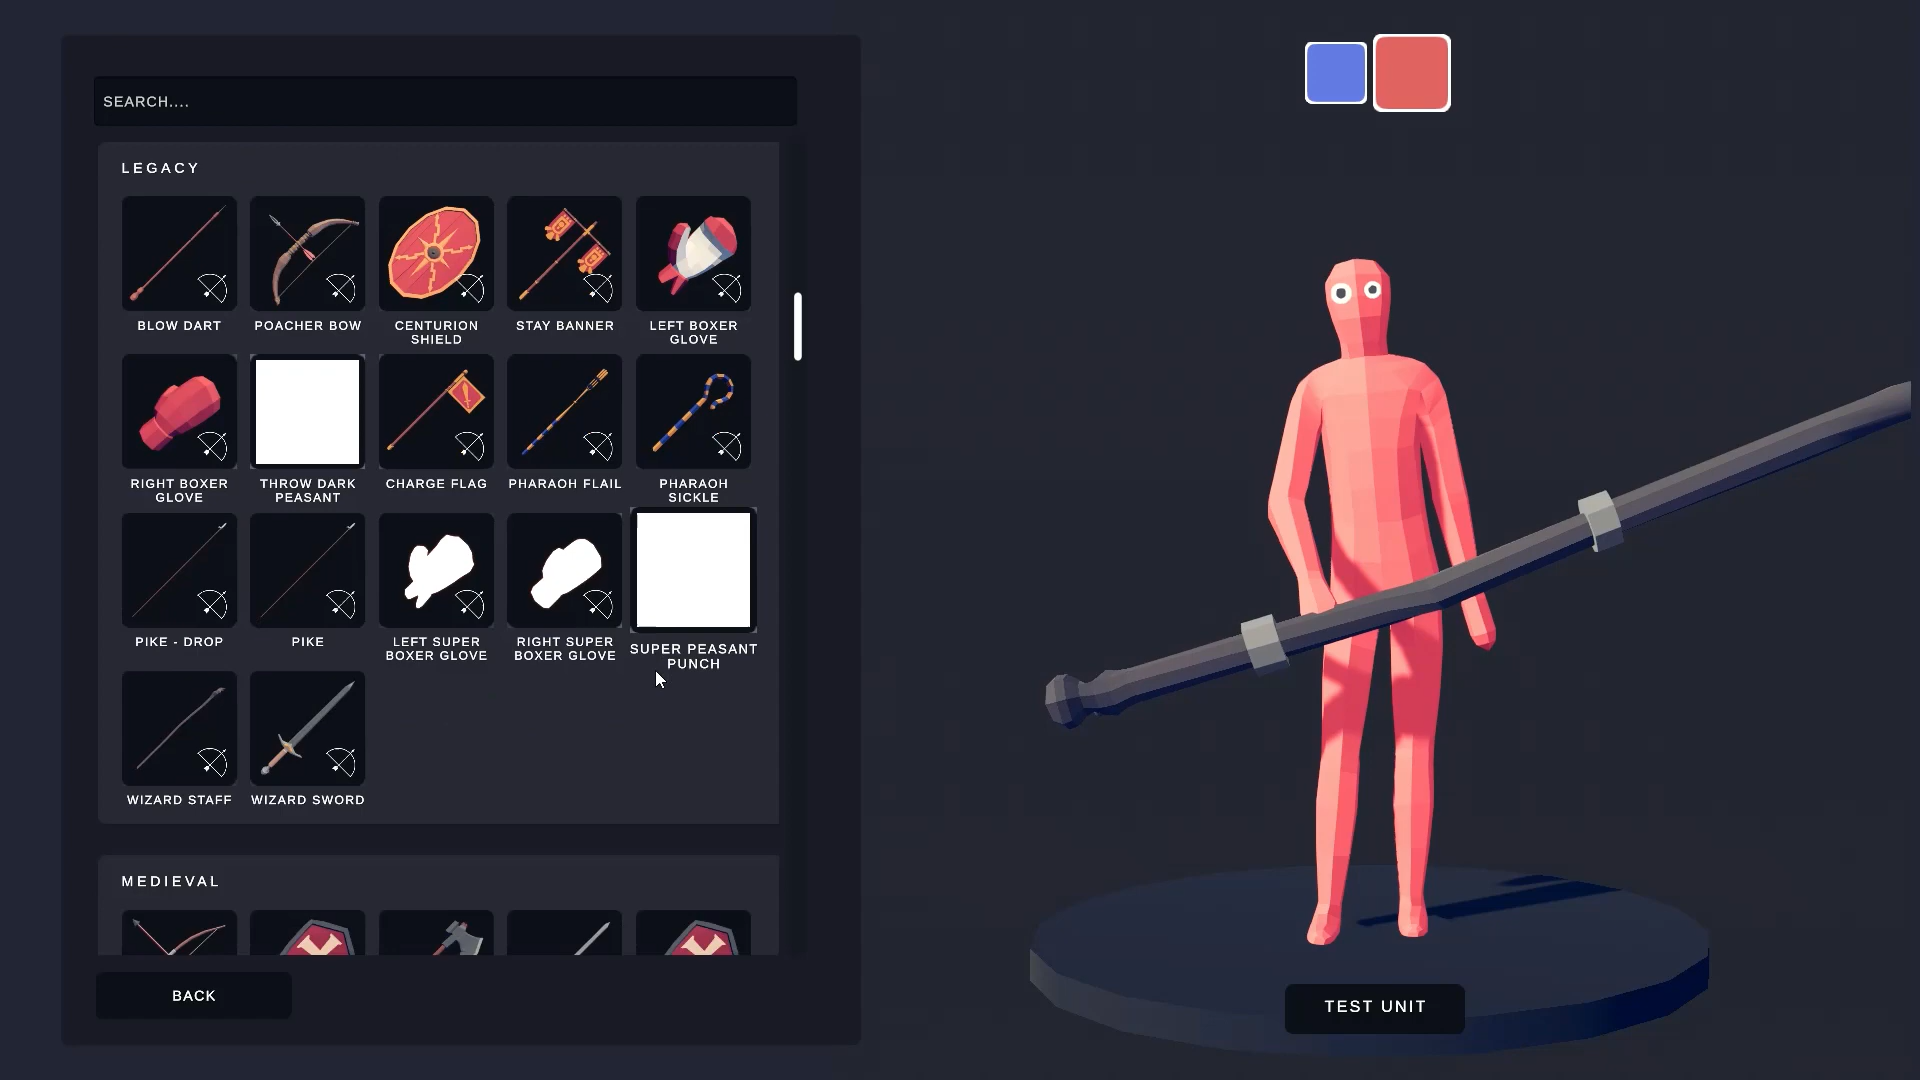 SEARCH....
LEGACY
BLOW DART
POACHER BOW
CENTURION
SHIELD
STAY BANNER
LEFT BOXER
GLOVE
RIGHT BOXER
GLOVE
THROW DARK
PEASANT
CHARGE FLAG
PHARAOH FLAIL
PHARAOH
SICKLE
PIKE - DROP
PIKE
LEFT SUPER
BOXER GLOVE
RIGHT SUPER
BOXER GLOVE
SUPER PEASANT
PUNCH
WIZARD STAFF
WIZARD SWORD
MEDIEVAL
BACK
TEST UNIT